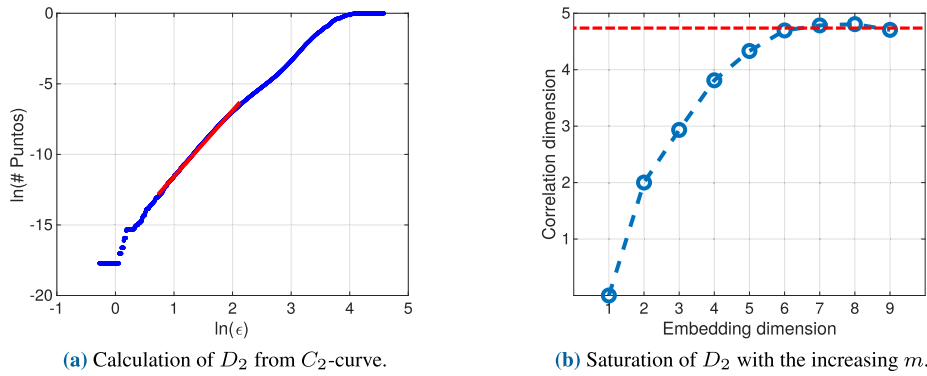 0
-5
-10
-15
-20
-1 0 1 2 3 4 5
ln(# Puntos)
ln(ϵ)
(a) Calculation of D₂ from C₂-curve.
5
4
3
2
1
1 2 3 4 5 6 7 8 9
Correlation dimension
Embedding dimension
(b) Saturation of D₂ with the increasing m.